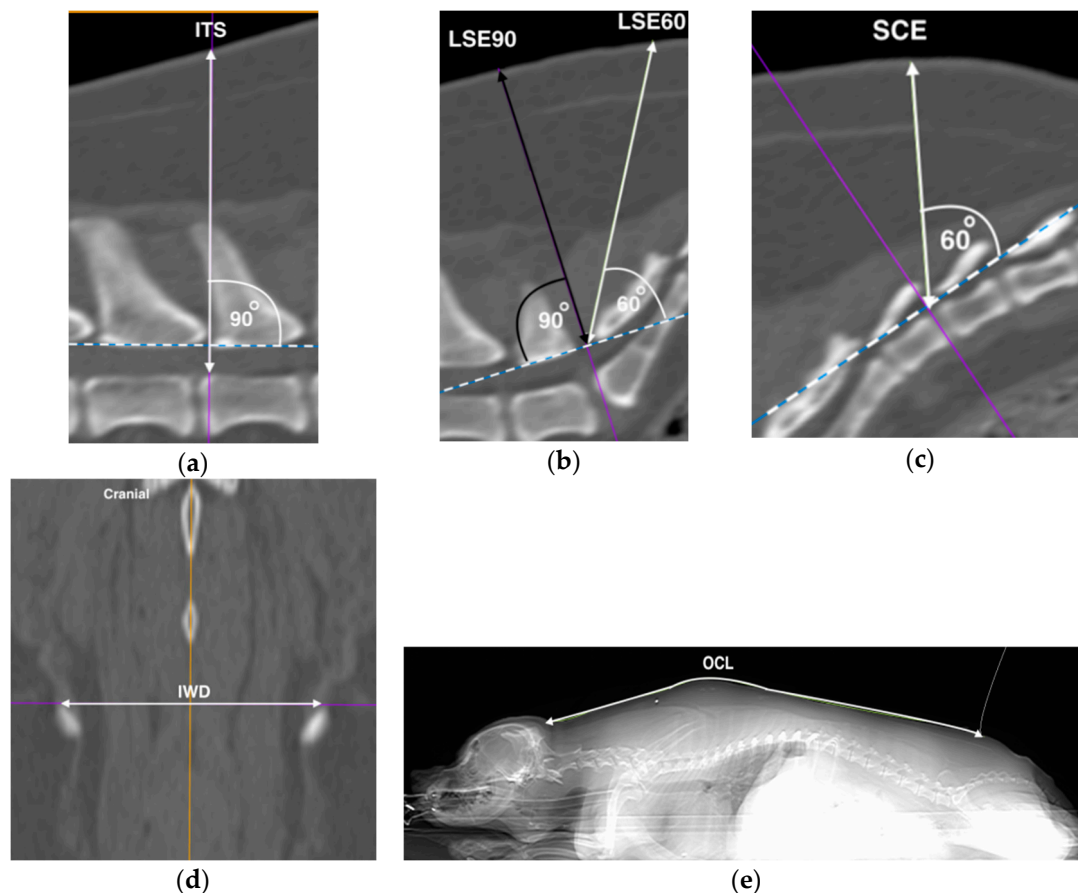 ITS
90°
(a)
LSE90
LSE60
90°
60°
(b)
SCE
60°
(c)
Cranial
IWD
(d)
OCL
(e)